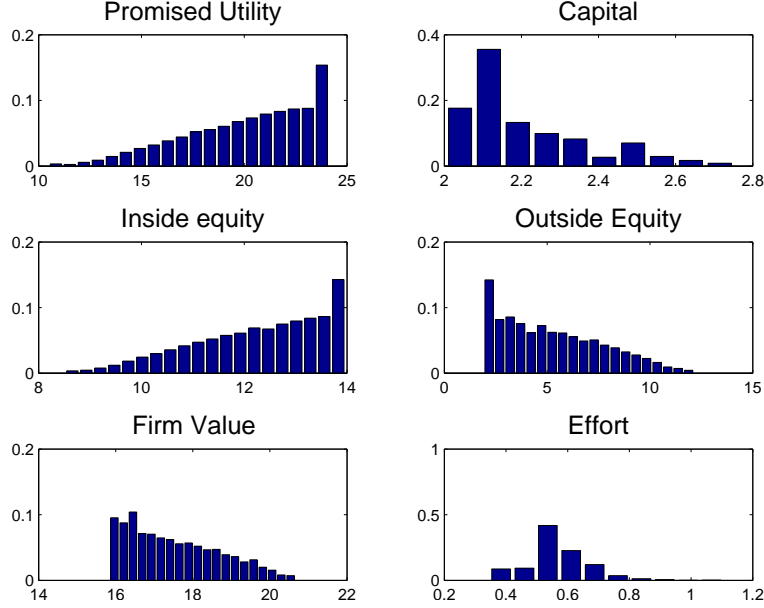 Promised Utility
0.2
0.1
0
10 15 20 25
Capital
0.4
0.2
0
2 2.2 2.4 2.6 2.8
Inside equity
0.2
0.1
0
8 10 12 14
Outside Equity
0.2
0.1
0
0 5 10 15
Firm Value
0.2
0.1
0
14 16 18 20 22
Effort
1
0.5
0
0.2 0.4 0.6 0.8 1 1.2